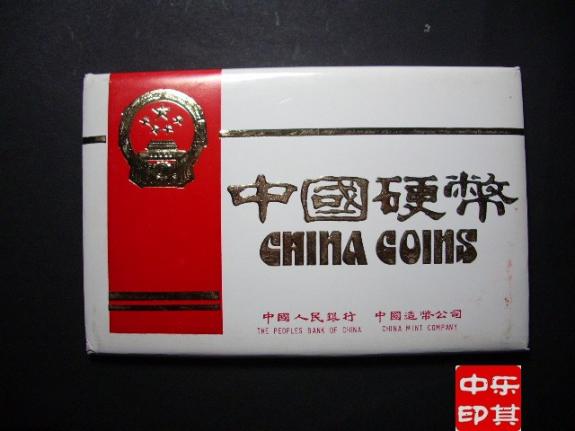 中國硬幣
CHINA COINS
中國人民銀行 中國造幣公司
THE PEOPLES BANK OF CHINA CHINA MINT COMPANY
中乐
印其